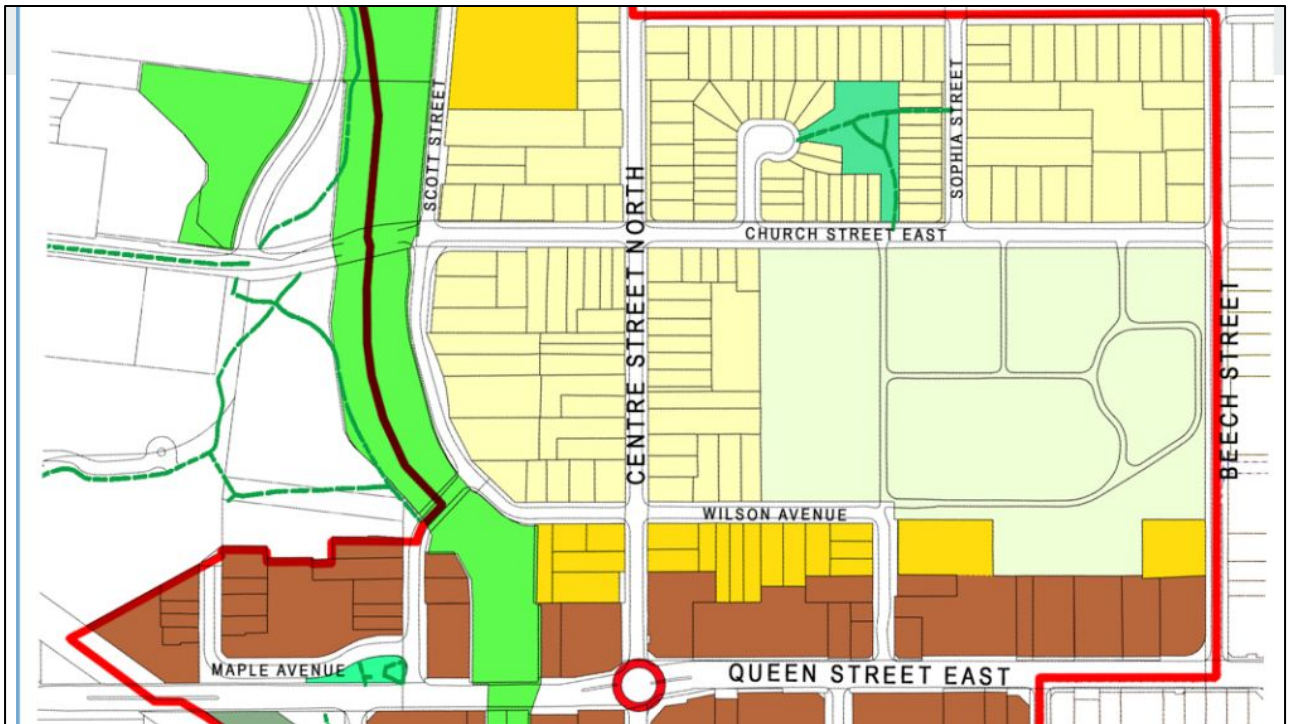 SCOTT STREET
CENTRE STREET NORTH
SOPHIA STREET
CHURCH STREET EAST
BEECH STREET
WILSON AVENUE
MAPLE AVENUE
QUEEN STREET EAST